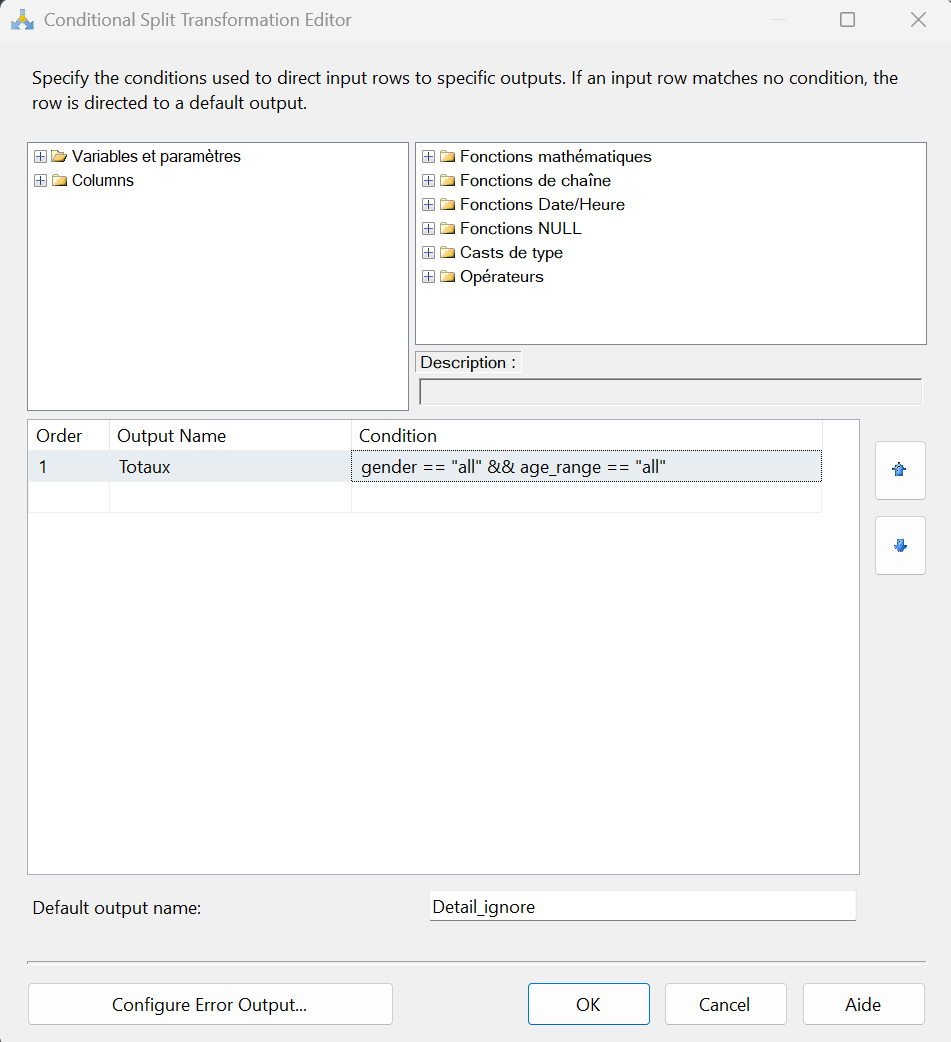 Conditional Split Transformation Editor
Specify the conditions used to direct input rows to specific outputs. If an input row matches no condition, the
row is directed to a default output.
Variables et paramètres
Columns
Fonctions mathématiques
Fonctions de chaîne
Fonctions Date/Heure
Fonctions NULL
Casts de type
Opérateurs
Description :
Order Output Name Condition
1 Totaux gender == "all" && age_range == "all"
Default output name: Detail_ignore
Configure Error Output... OK Cancel Aide